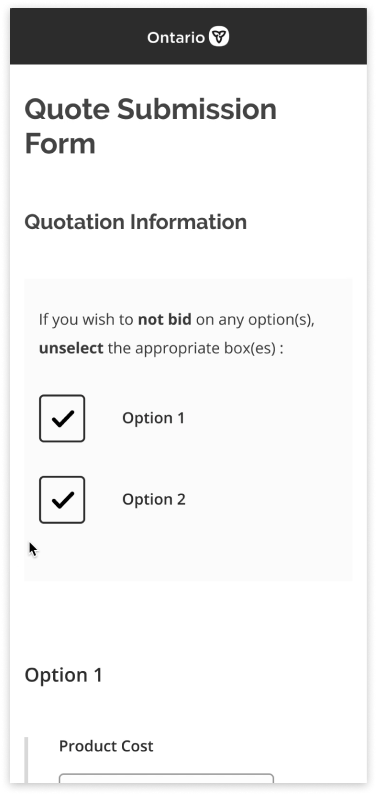 Ontario
Quote Submission
Form
Quotation Information
If you wish to not bid on any option(s),
unselect the appropriate box(es) :
Option 1
Option 2
Option 1
Product Cost